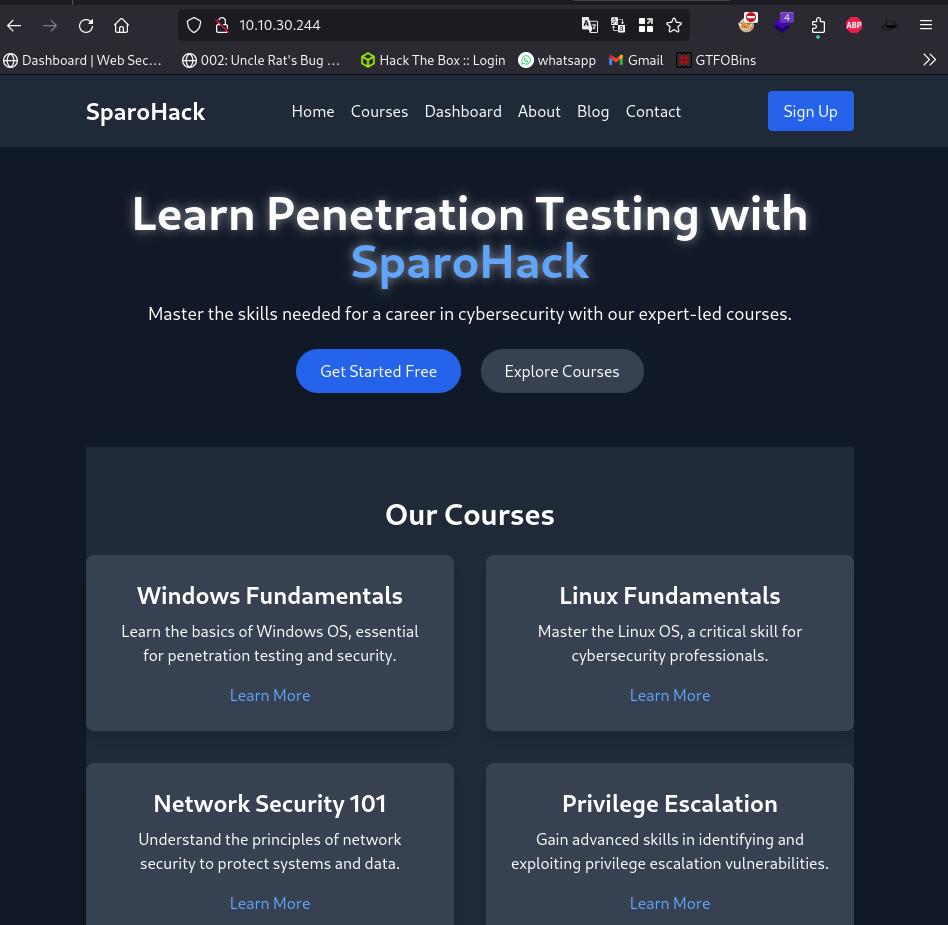 10.10.30.244
4
ABP
Dashboard | Web Sec…
002: Uncle Rat's Bug …
Hack The Box :: Login
whatsapp
Gmail
GTFOBins
SparoHack
Home
Courses
Dashboard
About
Blog
Contact
Sign Up
Learn Penetration Testing with
SparoHack
Master the skills needed for a career in cybersecurity with our expert-led courses.
Get Started Free
Explore Courses
Our Courses
Windows Fundamentals
Learn the basics of Windows OS, essential
for penetration testing and security.
Learn More
Linux Fundamentals
Master the Linux OS, a critical skill for
cybersecurity professionals.
Learn More
Network Security 101
Understand the principles of network
security to protect systems and data.
Learn More
Privilege Escalation
Gain advanced skills in identifying and
exploiting privilege escalation vulnerabilities.
Learn More